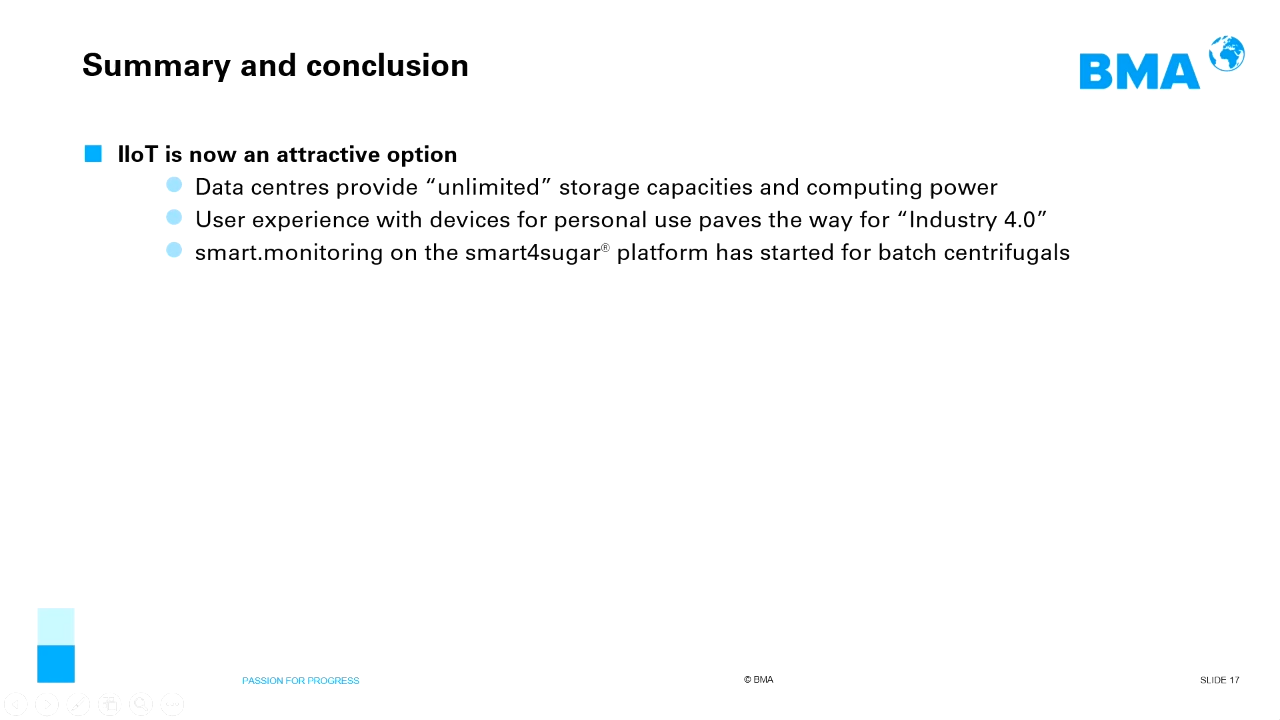 Summary and conclusion
BMA
IIoT is now an attractive option
Data centres provide “unlimited” storage capacities and computing power
User experience with devices for personal use paves the way for “Industry 4.0”
smart.monitoring on the smart4sugar® platform has started for batch centrifugals
PASSION FOR PROGRESS
© BMA
SLIDE 17